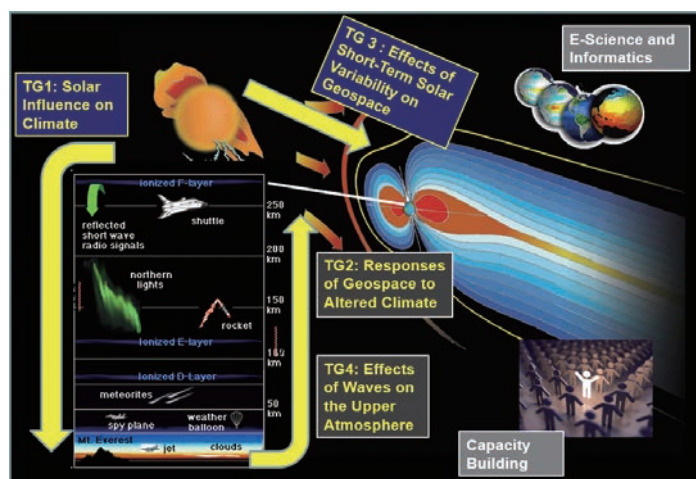 TG1: Solar
Influence on
Climate
TG 3 : Effects of
Short-Term Solar
Variability on
Geospace
E-Science and
Informatics
ionized F-layer
250
km
shuttle
reflected
short wave
radio signals
200
km
northern
lights
150
km
rocket
Ionized E-layer
100
km
Ionized D-Layer
meteorites
50
km
spy plane
weather
balloon
Mt. Everest
jet
clouds
TG2: Responses
of Geospace to
Altered Climate
TG4: Effects
of Waves on
the Upper
Atmosphere
Capacity
Building